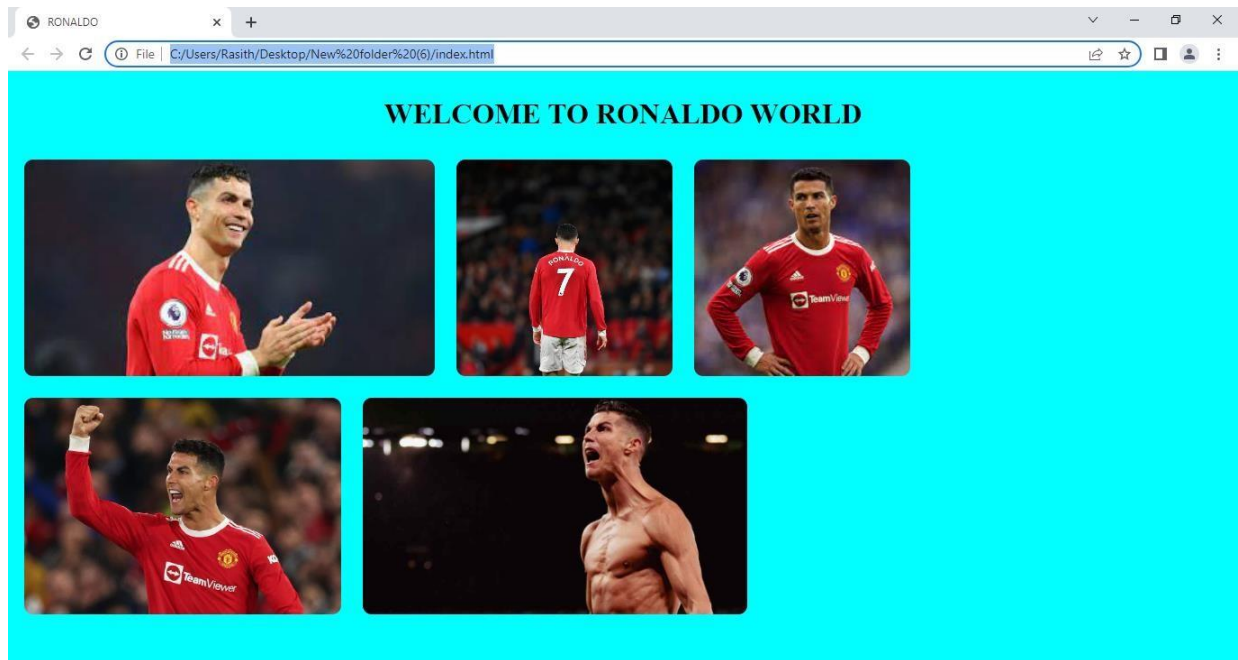 RONALDO
File C:/Users/Rasith/Desktop/New%20folder%20(6)/index.html
WELCOME TO RONALDO WORLD
RONALDO
7
TeamViewer
TeamViewer